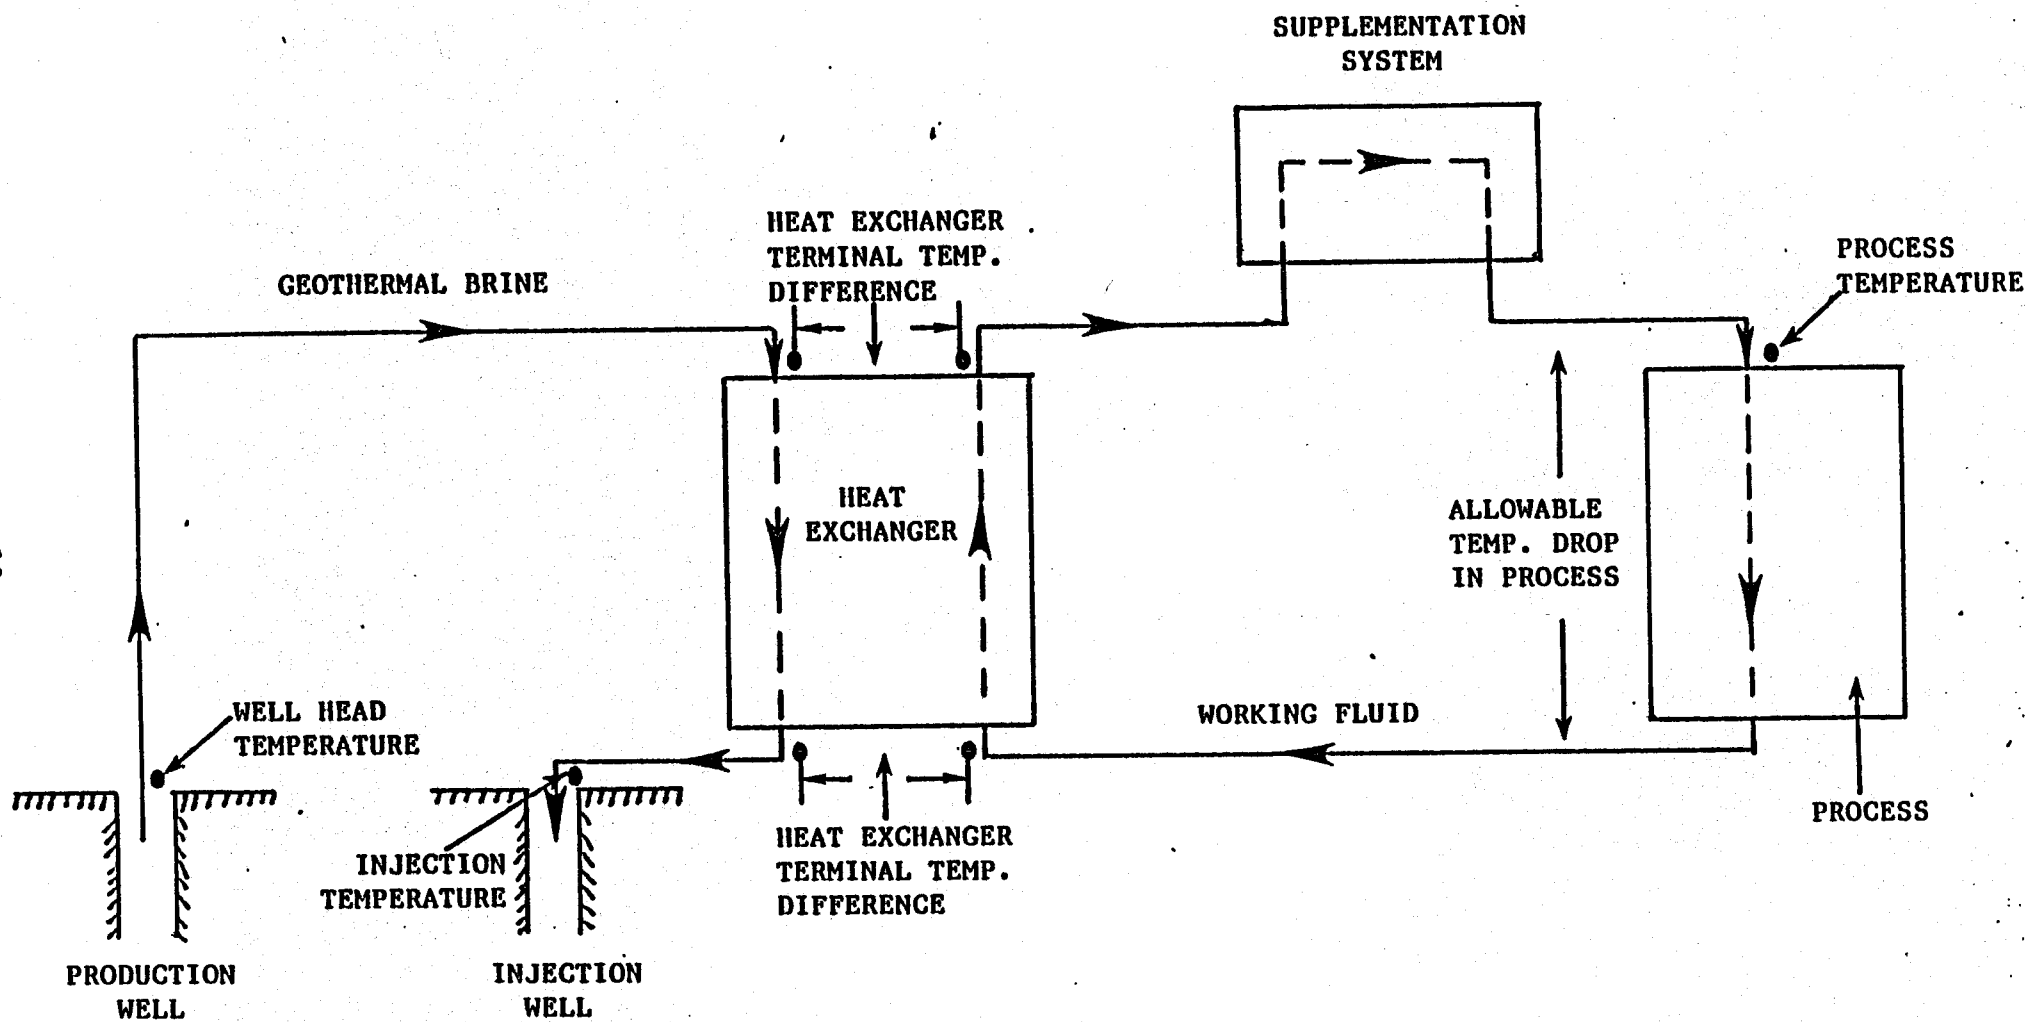 SUPPLEMENTATION
SYSTEM
HEAT EXCHANGER
TERMINAL TEMP.
DIFFERENCE
PROCESS
TEMPERATURE
GEOTHERMAL BRINE
HEAT
EXCHANGER
ALLOWABLE
TEMP. DROP
IN PROCESS
WELL HEAD
TEMPERATURE
WORKING FLUID
PROCESS
HEAT EXCHANGER
TERMINAL TEMP.
DIFFERENCE
INJECTION
TEMPERATURE
PRODUCTION
WELL
INJECTION
WELL